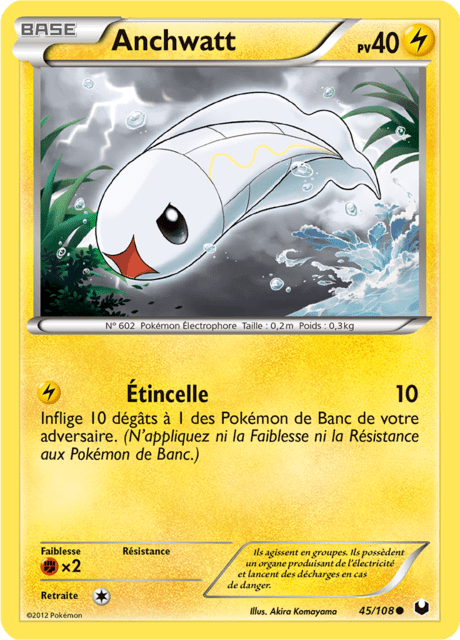 BASE
Anchwatt
PV40
N° 602 Pokémon Électrophore Taille : 0,2m Poids : 0,3kg
Étincelle 10
Inflige 10 dégâts à 1 des Pokémon de Banc de votre
adversaire. (N'appliquez ni la Faiblesse ni la Résistance
aux Pokémon de Banc.)
Faiblesse Résistance
×2
Retraite
Ils agissent en groupes. Ils possèdent
un organe produisant de l'électricité
et lancent des décharges en cas
de danger.
©2012 Pokémon
Illus. Akira Komayama
45/108